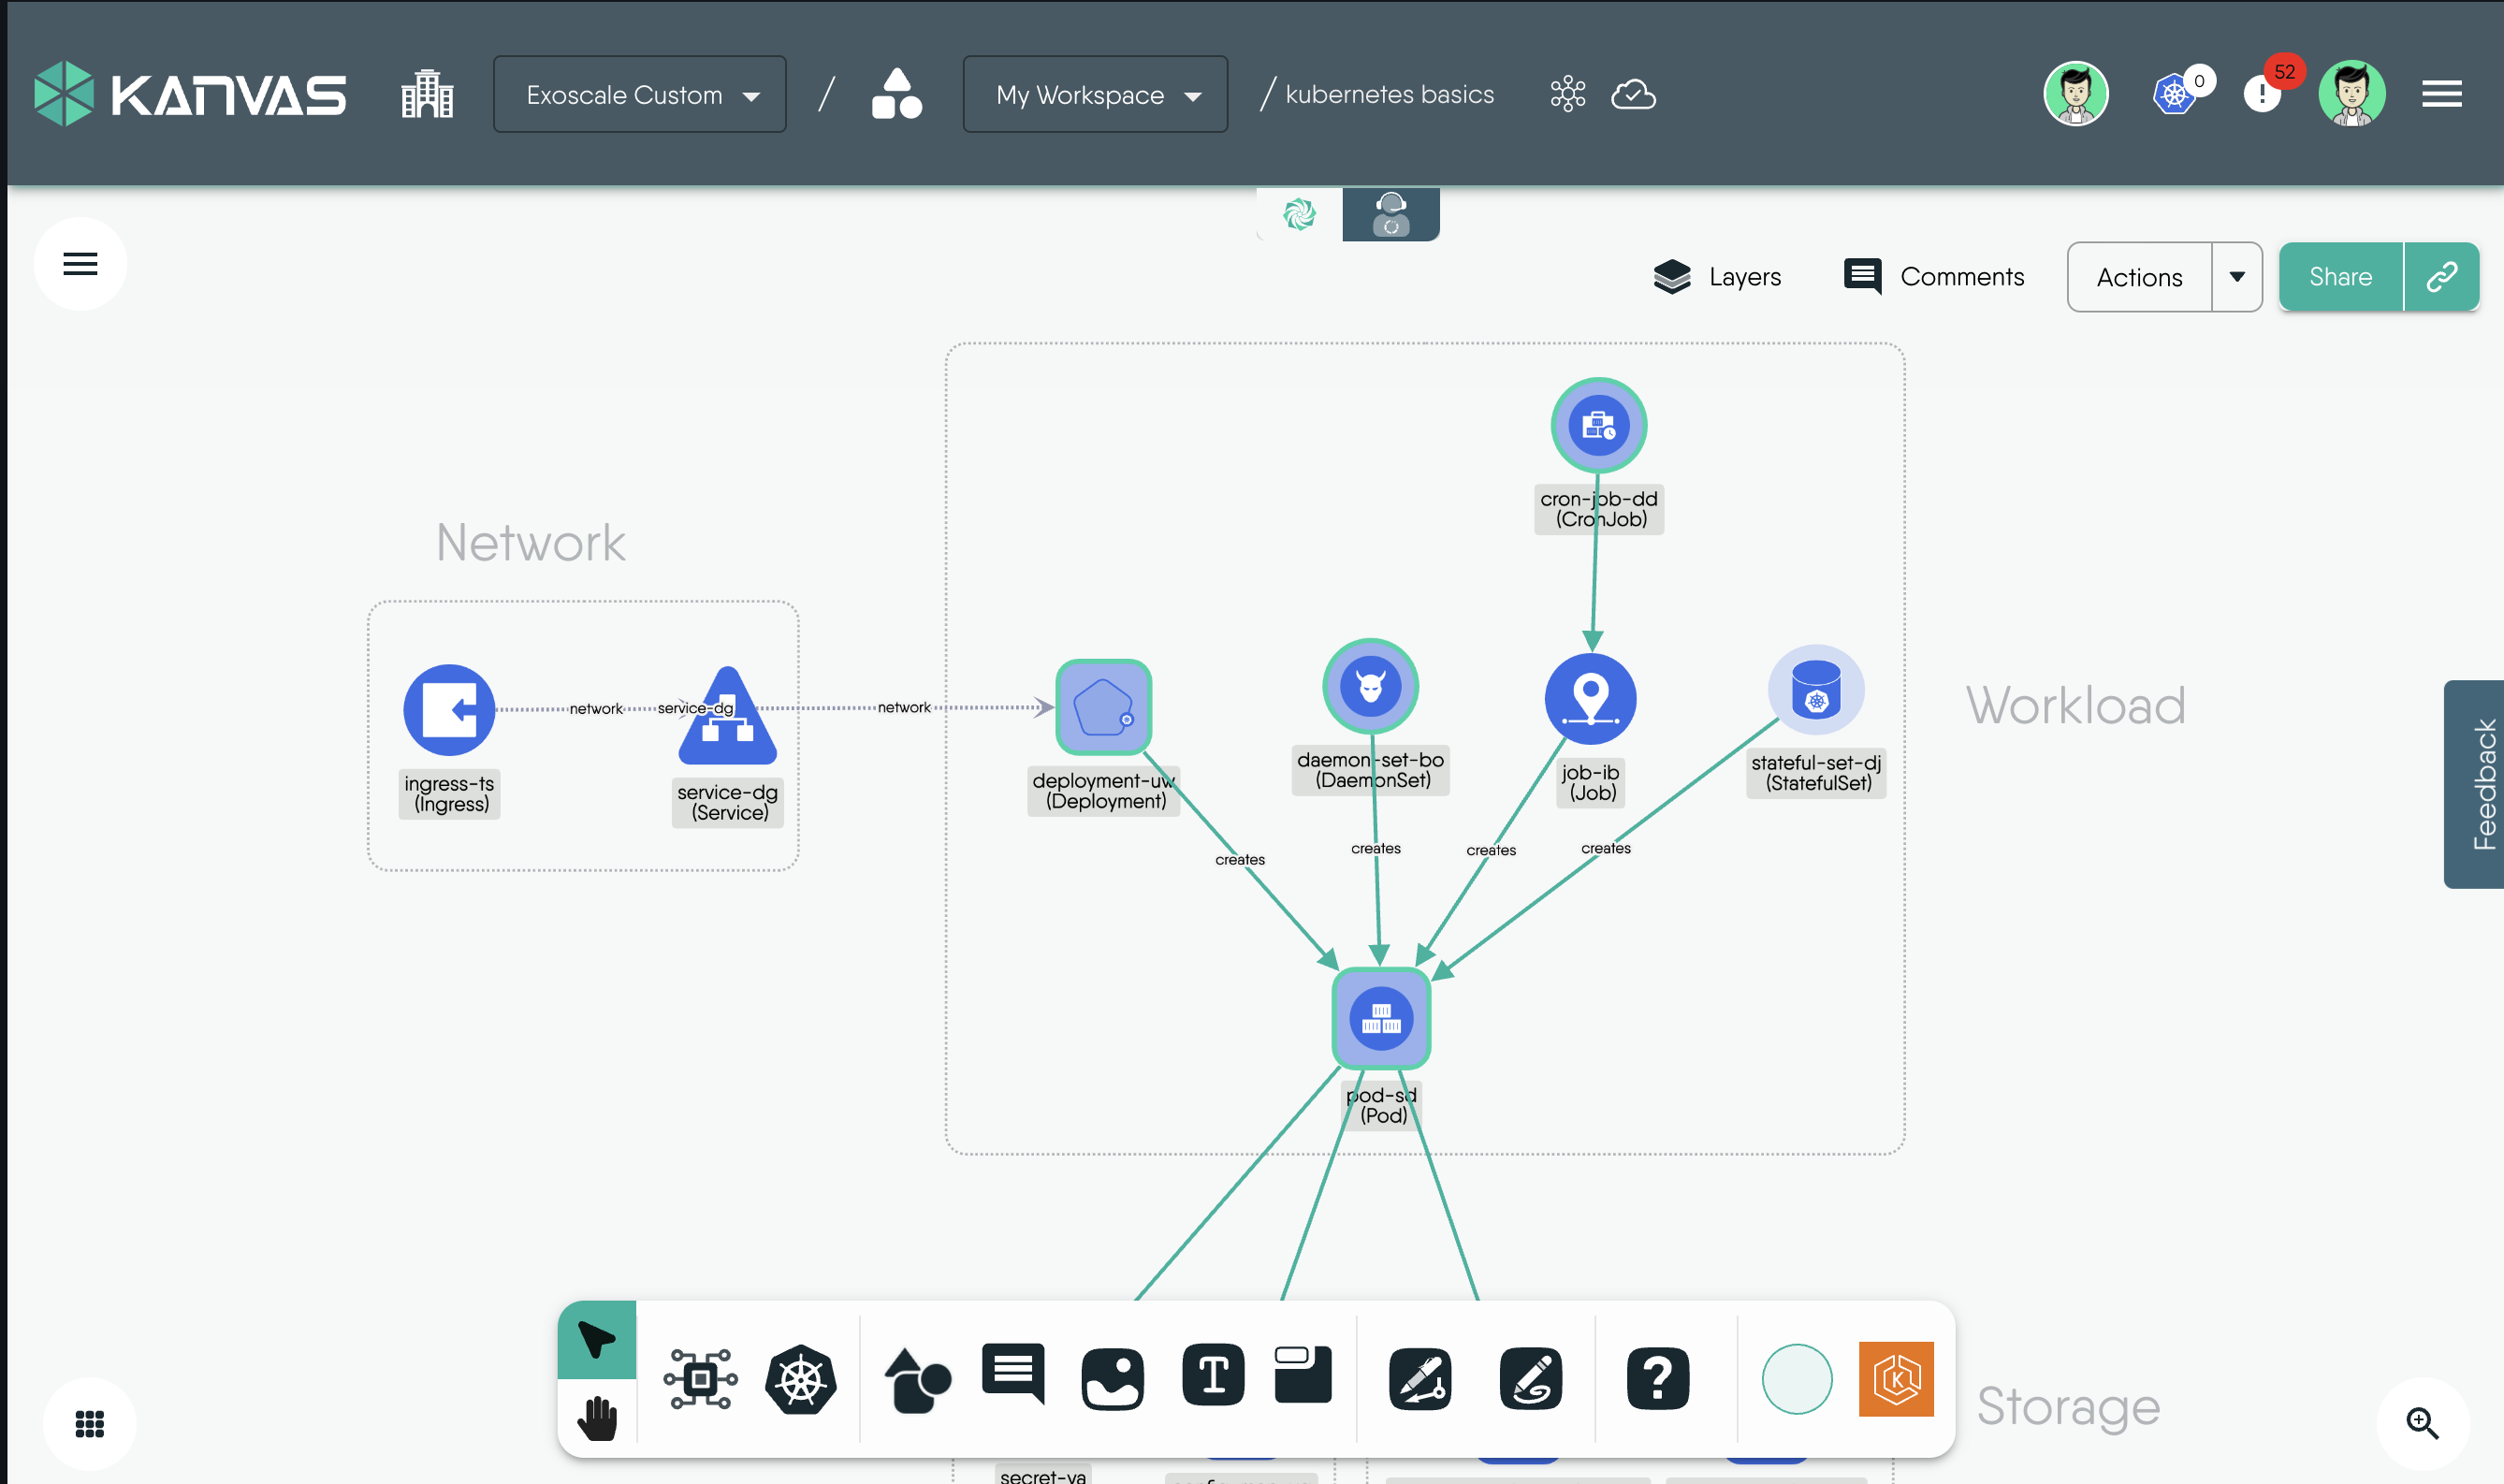 KANVAS
Exoscale Custom
/
My Workspace
/ kubernetes basics
0
52
Layers
Comments
Actions
Share
cron-job-dd
(CronJob)
Network
Workload
network
service-dg
network
ingress-ts
(Ingress)
service-dg
(Service)
deployment-uw
(Deployment)
daemon-set-bo
(DaemonSet)
job-ib
(Job)
stateful-set-dj
(StatefulSet)
Feedback
creates
creates
creates
creates
pod-sd
(Pod)
T
?
K
Storage
secret-va